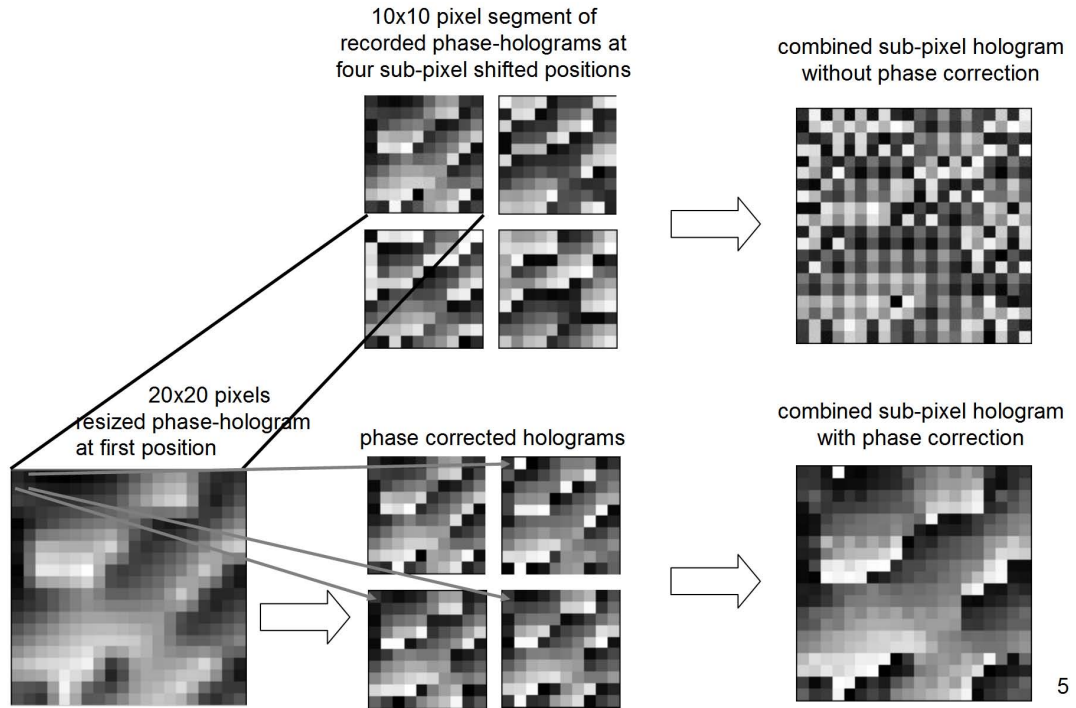 10x10 pixel segment of
recorded phase-holograms at
four sub-pixel shifted positions
combined sub-pixel hologram
without phase correction
20x20 pixels
resized phase-hologram
at first position
phase corrected holograms
combined sub-pixel hologram
with phase correction
5